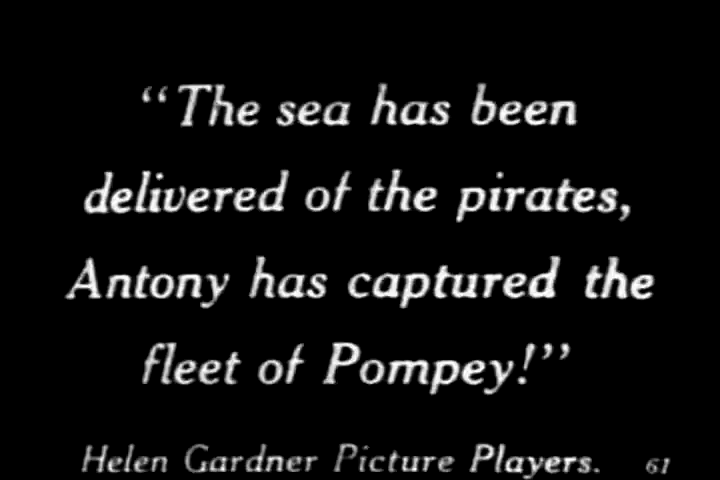 “The sea has been
delivered of the pirates,
Antony has captured the
fleet of Pompey!”
Helen Gardner Picture Players. 61